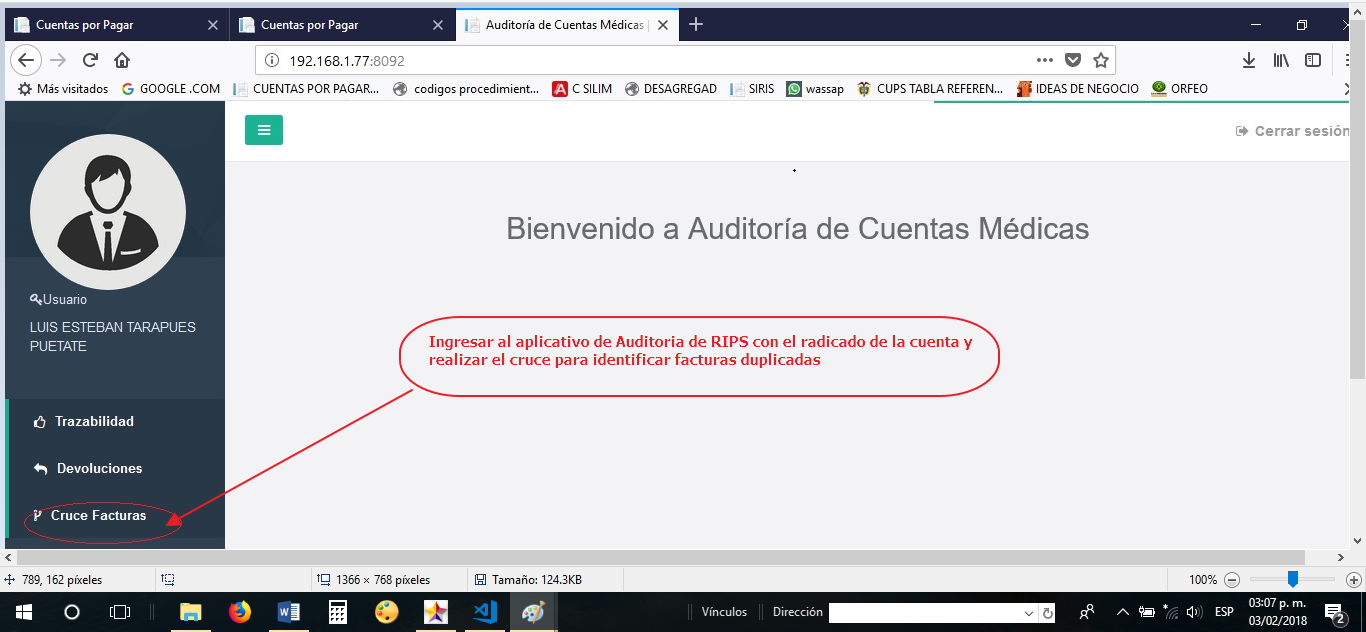 Cuentas por Pagar
Cuentas por Pagar
Auditoría de Cuentas Médicas |
192.168.1.77:8092
Más visitados
GOOGLE .COM
CUENTAS POR PAGAR...
codigos procedimient...
C SILIM
DESAGREGAD
SIRIS
wassap
CUPS TABLA REFEREN...
IDEAS DE NEGOCIO
ORFEO
Cerrar sesión
Bienvenido a Auditoría de Cuentas Médicas
Usuario
LUIS ESTEBAN TARAPUES
PUETATE
Ingresar al aplicativo de Auditoria de RIPS con el radicado de la cuenta y
realizar el cruce para identificar facturas duplicadas
Trazabilidad
Devoluciones
Cruce Facturas
789, 162 píxeles
1366 × 768 píxeles
Tamaño: 124.3KB
100%
Vínculos
Dirección
ESP
03:07 p. m.
03/02/2018
2